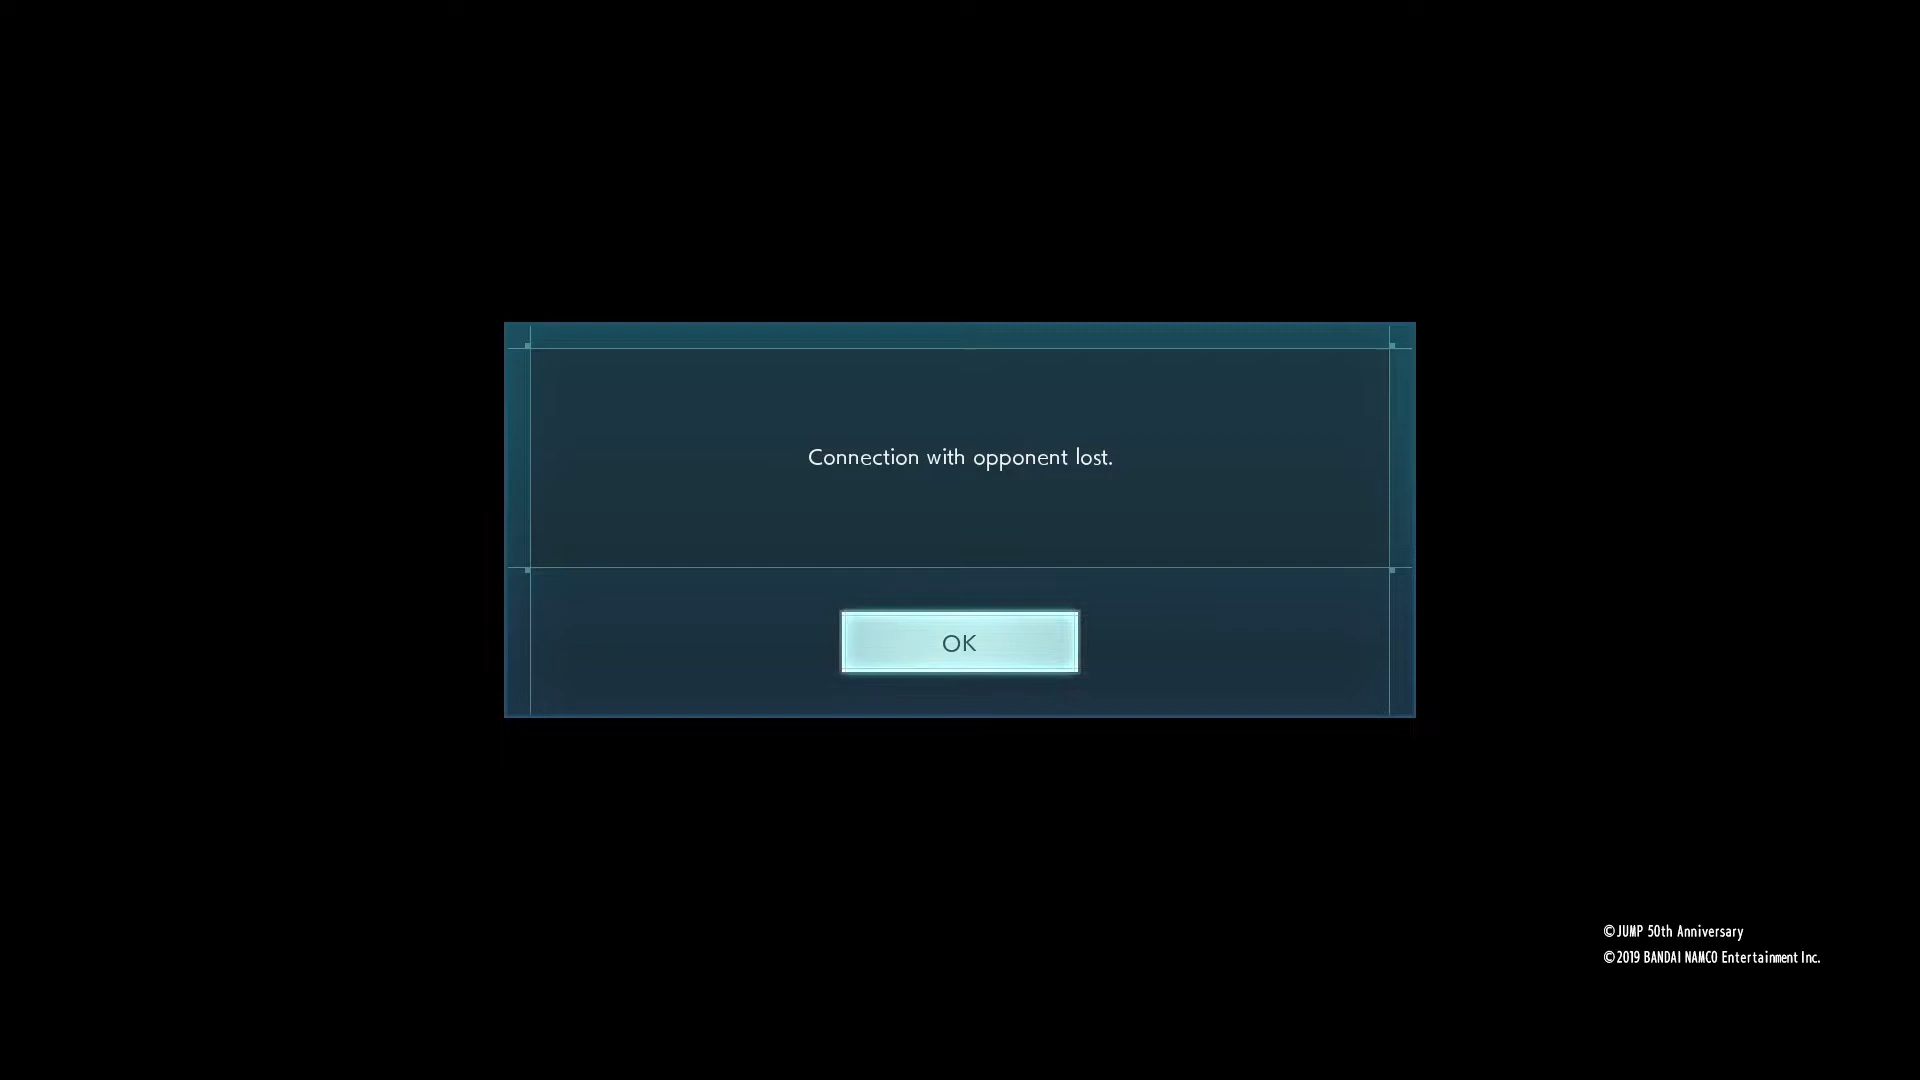 Connection with opponent lost.
OK
©JUMP 50th Anniversary
©2019 BANDAI NAMCO Entertainment Inc.